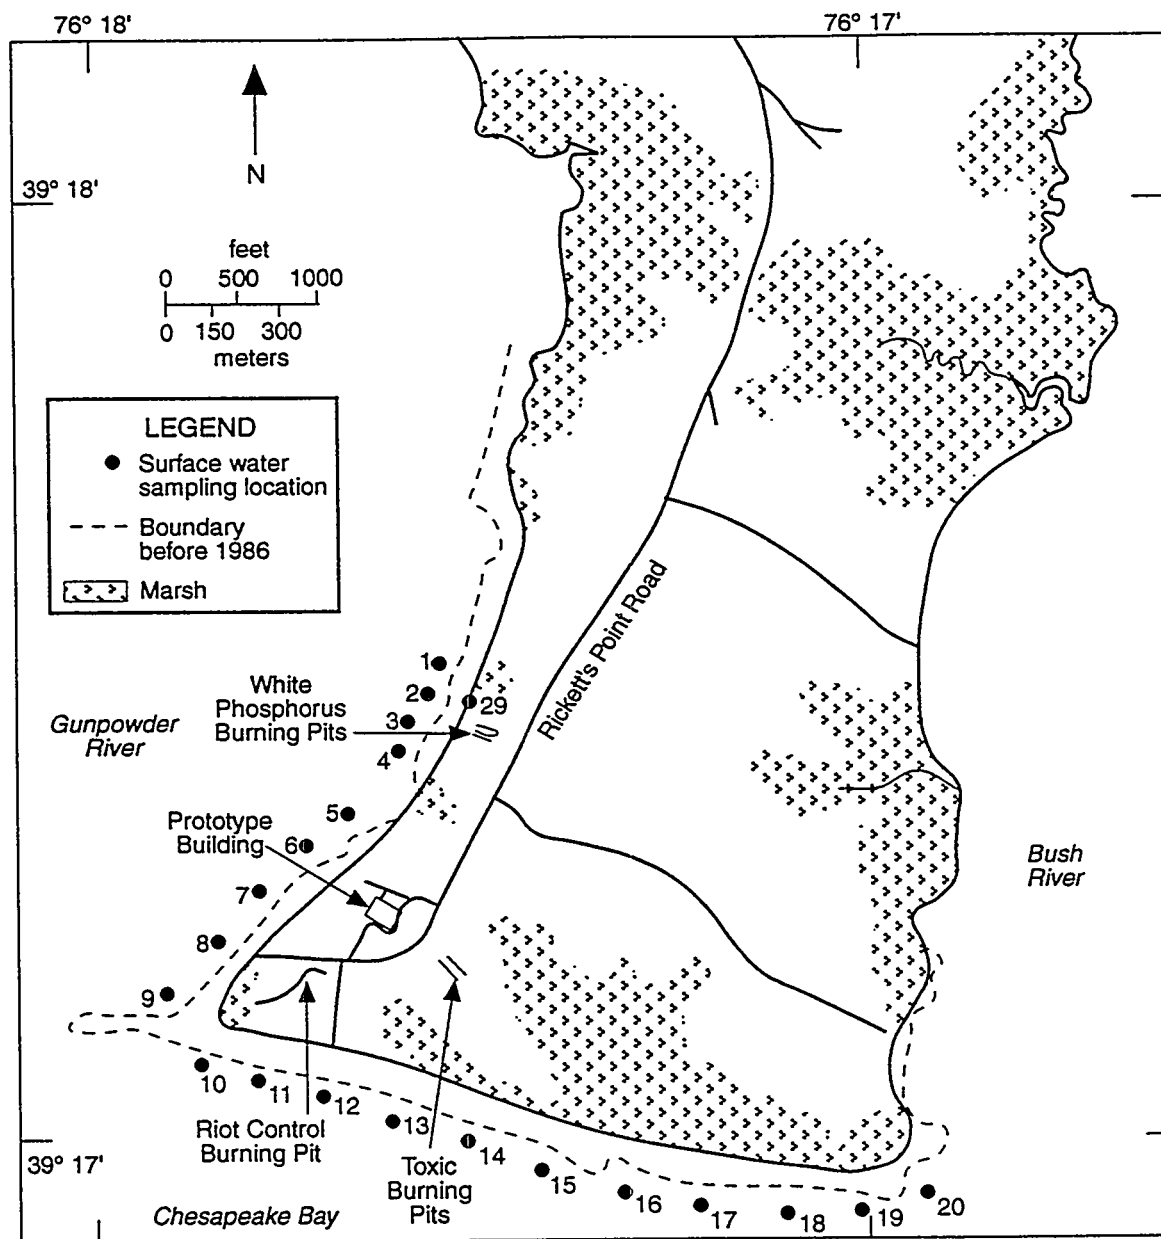 76° 18'
76° 17'
N
39° 18'
feet
0 500 1000
0 150 300
meters
LEGEND
Surface water
sampling location
Boundary
before 1986
Marsh
Rickett's Point Road
1
2
29
3
4
White
Phosphorus
Burning Pits
Gunpowder
River
5
6
Prototype
Building
7
8
9
Bush
River
10
11
12
13
14
15
16
17
18
19
20
Riot Control
Burning Pit
Toxic
Burning
Pits
39° 17'
Chesapeake Bay